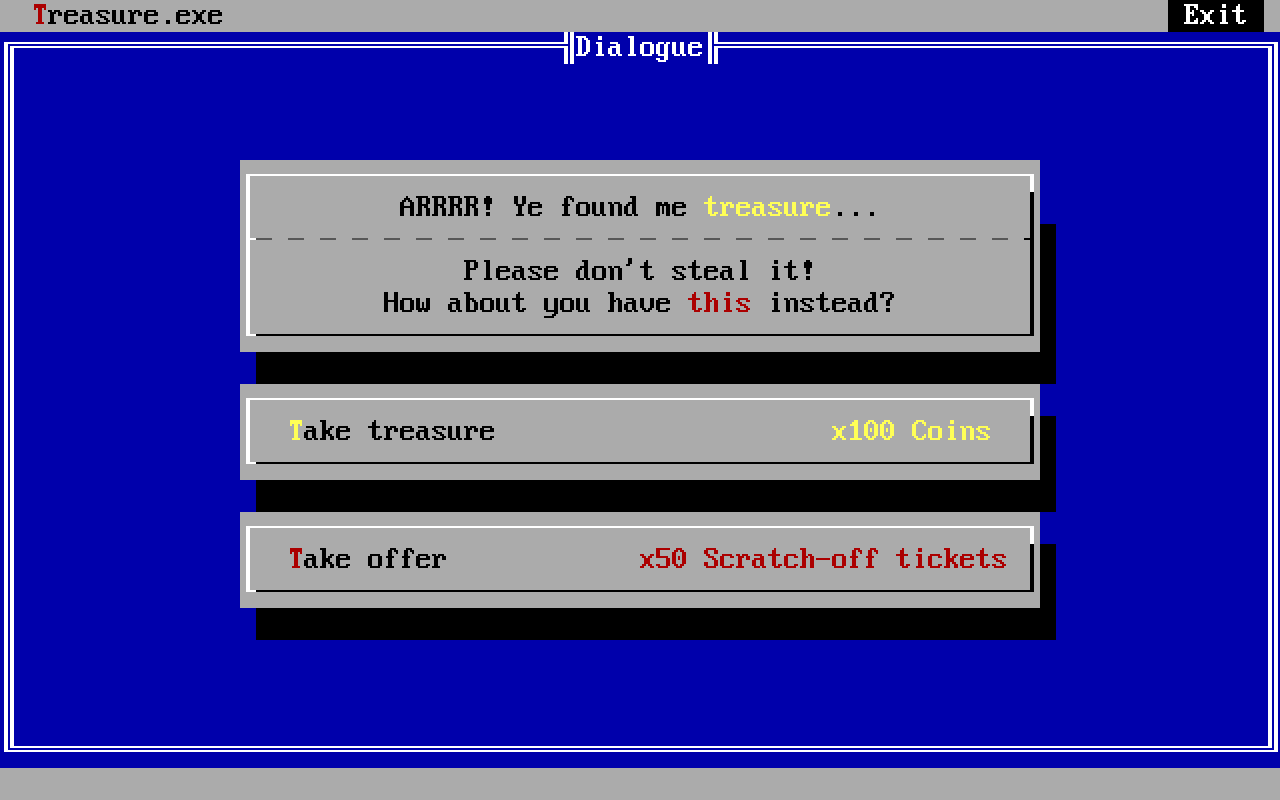 Treasure.exe Exit
Dialogue
ARRRR! Ye found me treasure...
Please don't steal it!
How about you have this instead?
Take treasure x100 Coins
Take offer x50 Scratch-off tickets